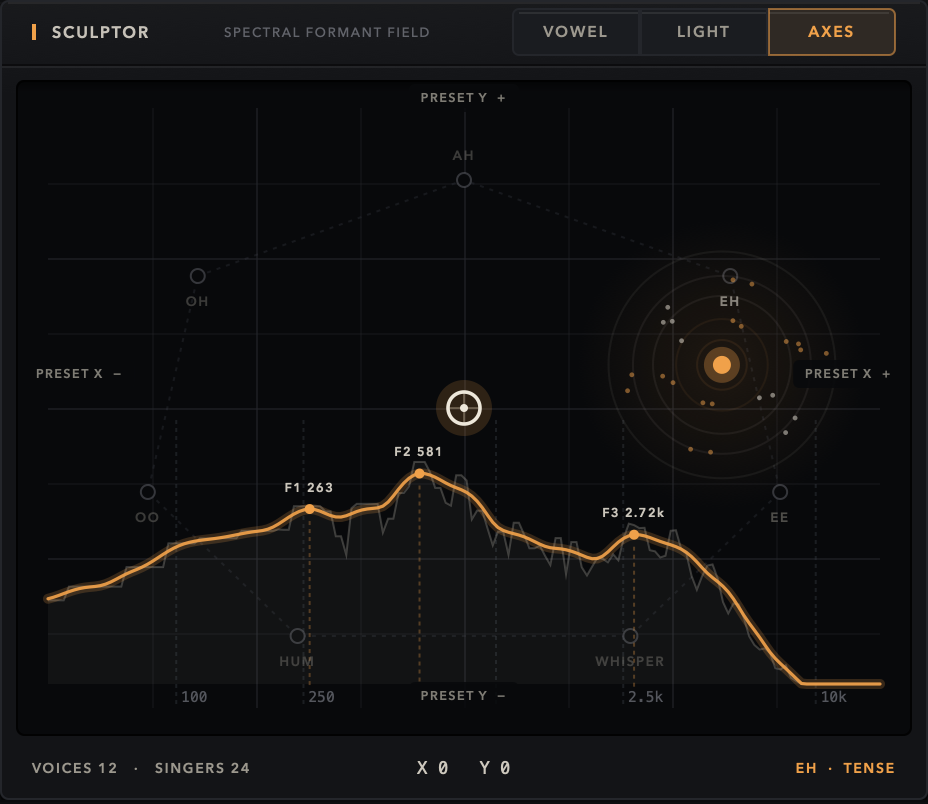 SCULPTOR SPECTRAL FORMANT FIELD VOWEL LIGHT AXES
PRESET Y +
AH
OH EH
PRESET X − PRESET X +
F2 581
F1 263
F3 2.72k
OO EE
HUM WHISPER
100 250 PRESET Y − 2.5k 10k
VOICES 12 · SINGERS 24 X 0 Y 0 EH · TENSE